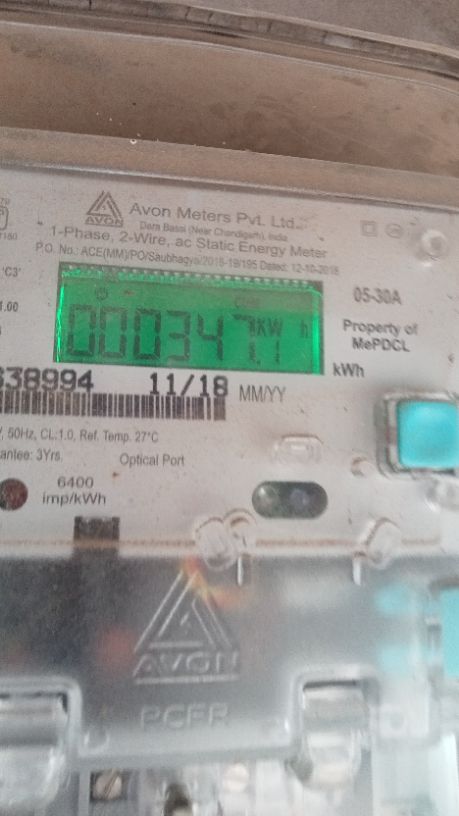 AVON
Avon Meters Pvt. Ltd.
Dera Bassi (Near Chandigarh), India
1-Phase, 2-Wire, ac Static Energy Meter
P.O. No.: ACE(MM)/PO/Saubhagya/2018-19/195 Dated: 12-10-2018
'C3'
05-30A
1.00
000347.1 KW h
Property of
MePDCL
kWh
638994 11/18 MM/YY
, 50Hz, CL:1.0, Ref. Temp. 27°C
antee: 3Yrs. Optical Port
6400
imp/kWh
AVON